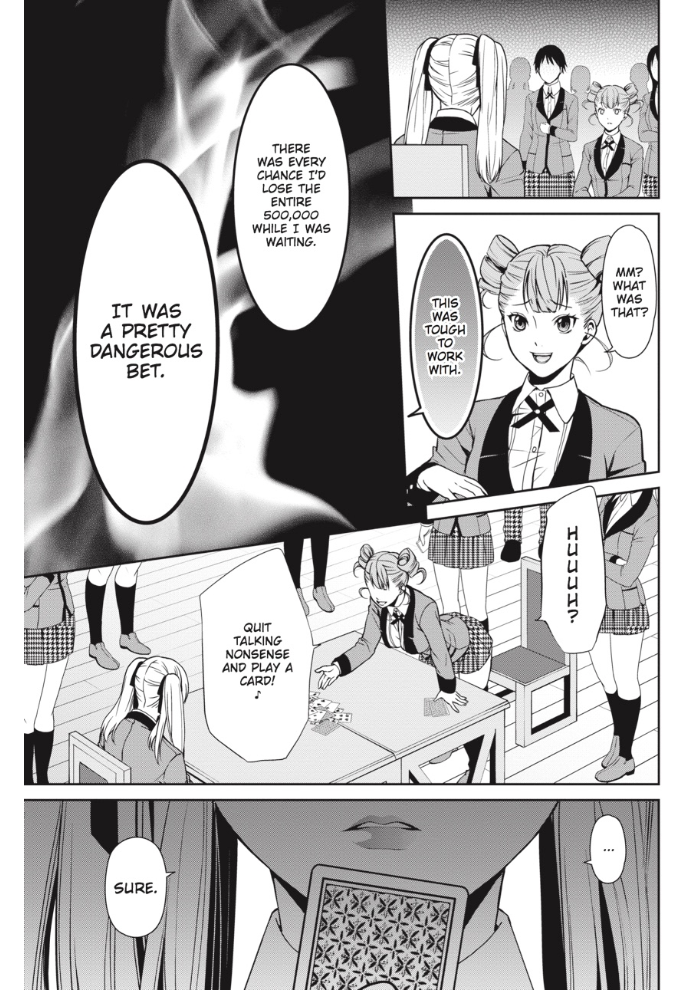 MM?
WHAT
WAS
THAT?
THIS
WAS
TOUGH
TO
WORK
WITH.
THERE
WAS EVERY
CHANCE I'D
LOSE THE
ENTIRE
500,000
WHILE I WAS
WAITING.
IT WAS
A PRETTY
DANGEROUS
BET.
HUUUH?
QUIT
TALKING
NONSENSE
AND PLAY A
CARD!
♪
...
SURE.